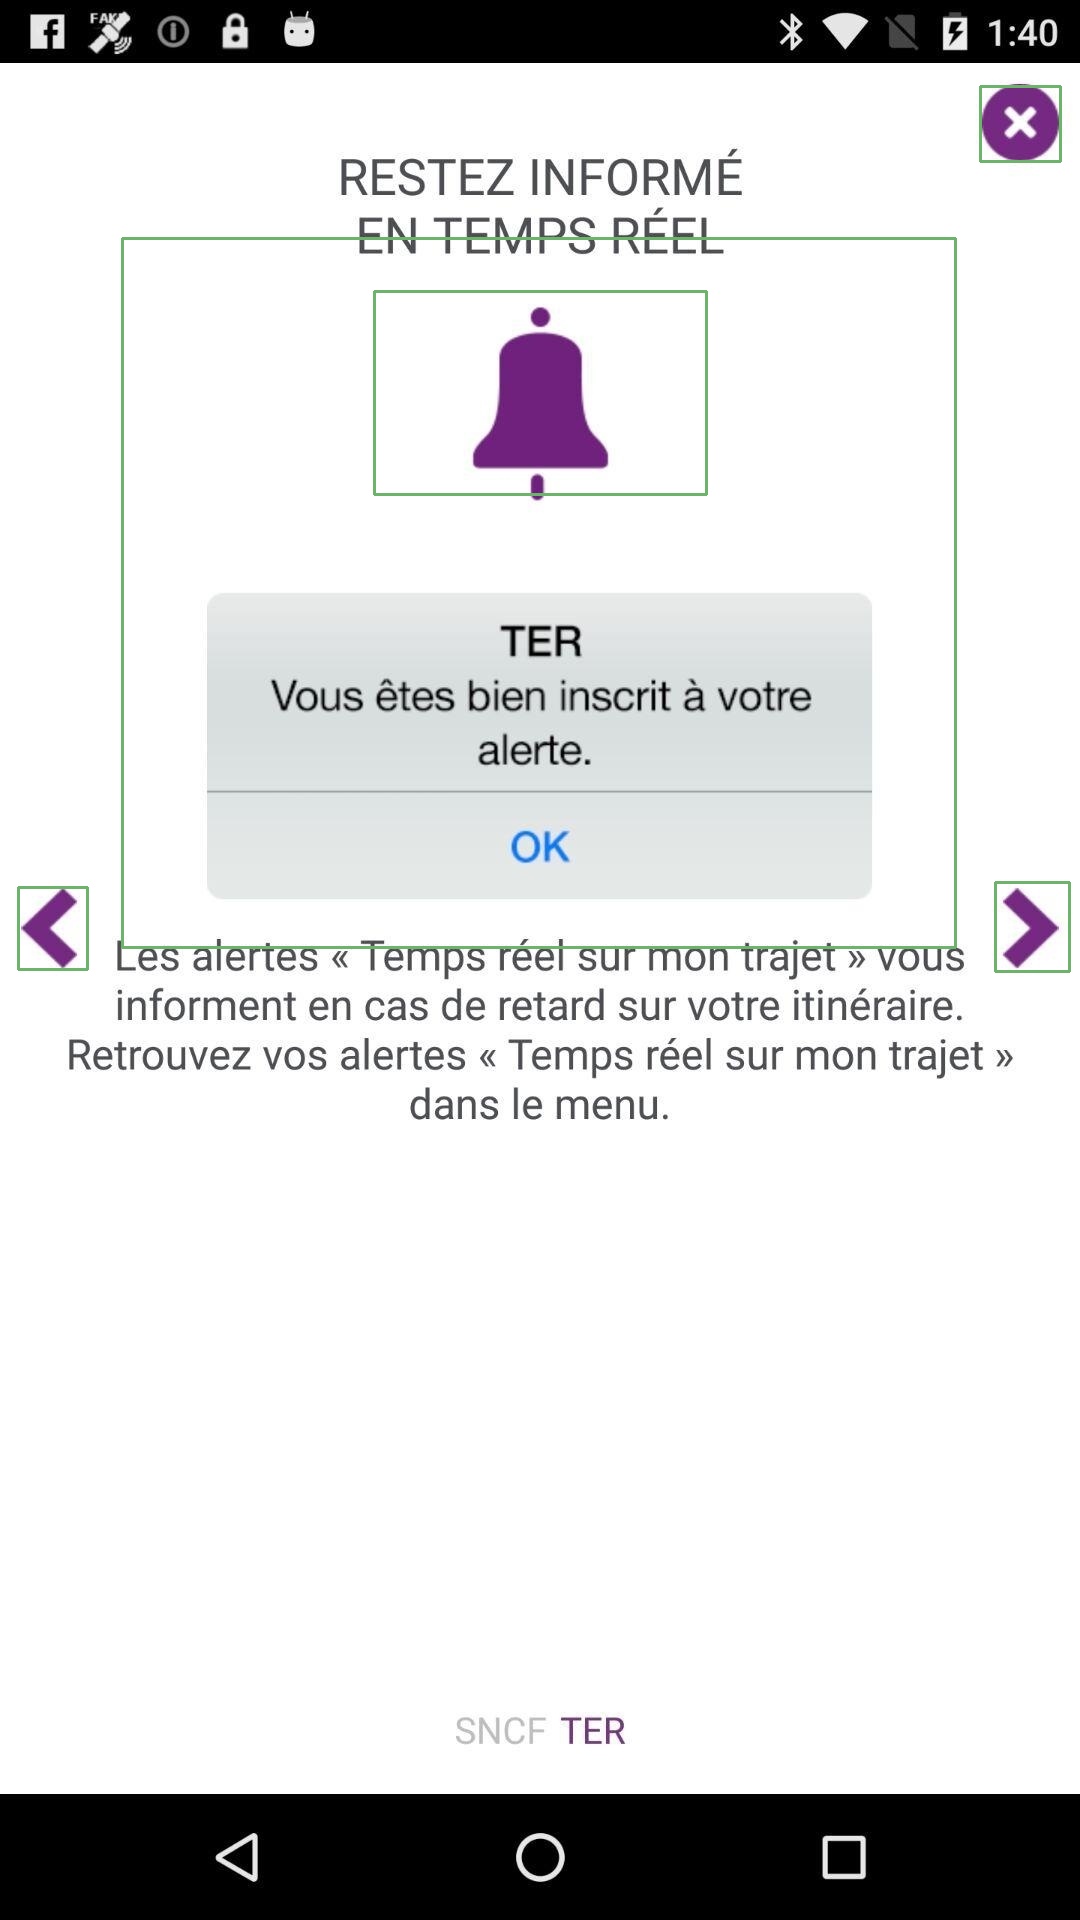 FAK
1:40
RESTEZ INFORMÉ
EN TEMPS RÉEL
TER
Vous êtes bien inscrit à votre
alerte.
OK
Les alertes « Temps réel sur mon trajet » vous
informent en cas de retard sur votre itinéraire.
Retrouvez vos alertes « Temps réel sur mon trajet »
dans le menu.
SNCF TER